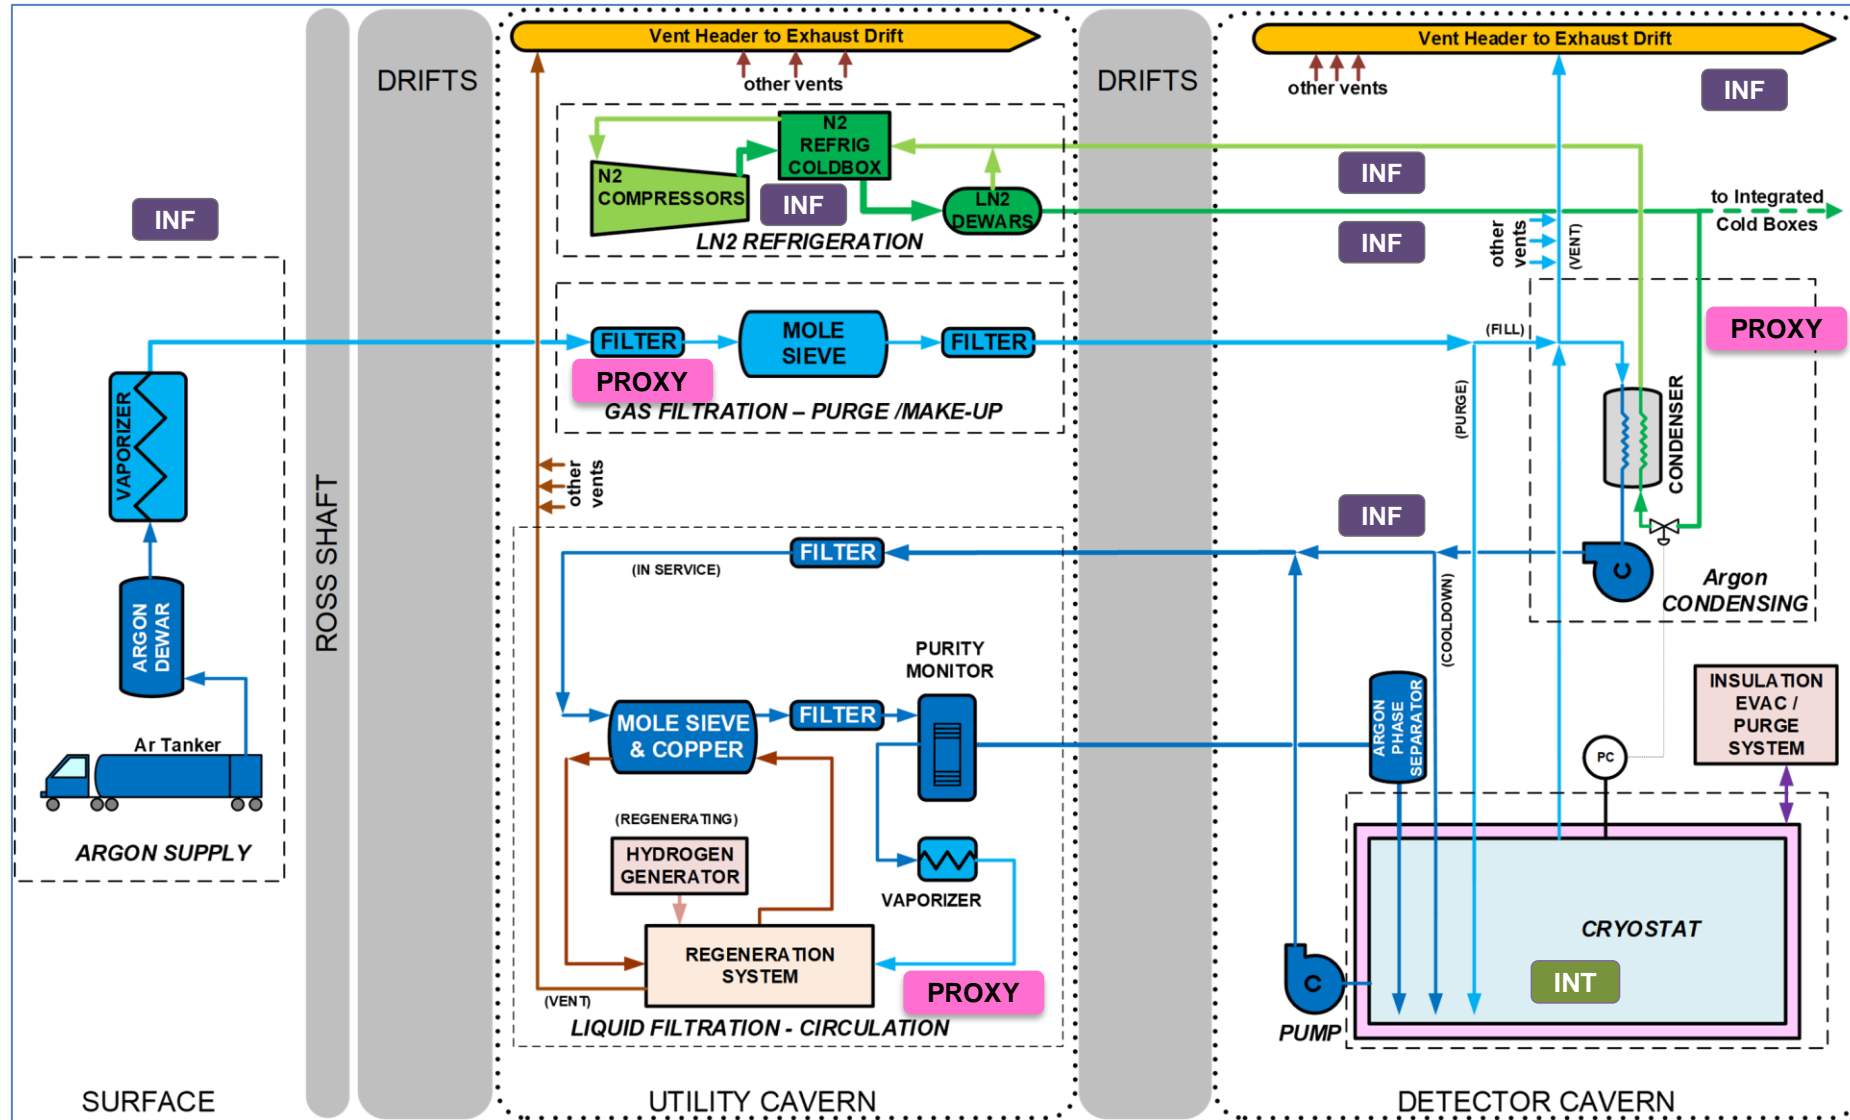 Vent Header to Exhaust Drift
other vents
DRIFTS
DRIFTS
Vent Header to Exhaust Drift
other vents
INF
N2
REFRIG
COLDBOX
N2
COMPRESSORS
INF
LN2
DEWARS
LN2 REFRIGERATION
INF
INF
to Integrated
Cold Boxes
other
vents
(VENT)
INF
FILTER
MOLE
SIEVE
FILTER
PROXY
GAS FILTRATION – PURGE /MAKE-UP
(FILL)
PROXY
(PURGE)
CONDENSER
VAPORIZER
ARGON
DEWAR
Ar Tanker
ARGON SUPPLY
ROSS SHAFT
other
vents
INF
FILTER
(IN SERVICE)
C
Argon
CONDENSING
(COOLDOWN)
PURITY
MONITOR
MOLE SIEVE
& COPPER
FILTER
ARGON
PHASE
SEPARATOR
INSULATION
EVAC /
PURGE
SYSTEM
PC
(REGENERATING)
HYDROGEN
GENERATOR
VAPORIZER
REGENERATION
SYSTEM
(VENT)
PROXY
LIQUID FILTRATION - CIRCULATION
CRYOSTAT
INT
C
PUMP
SURFACE
UTILITY CAVERN
DETECTOR CAVERN